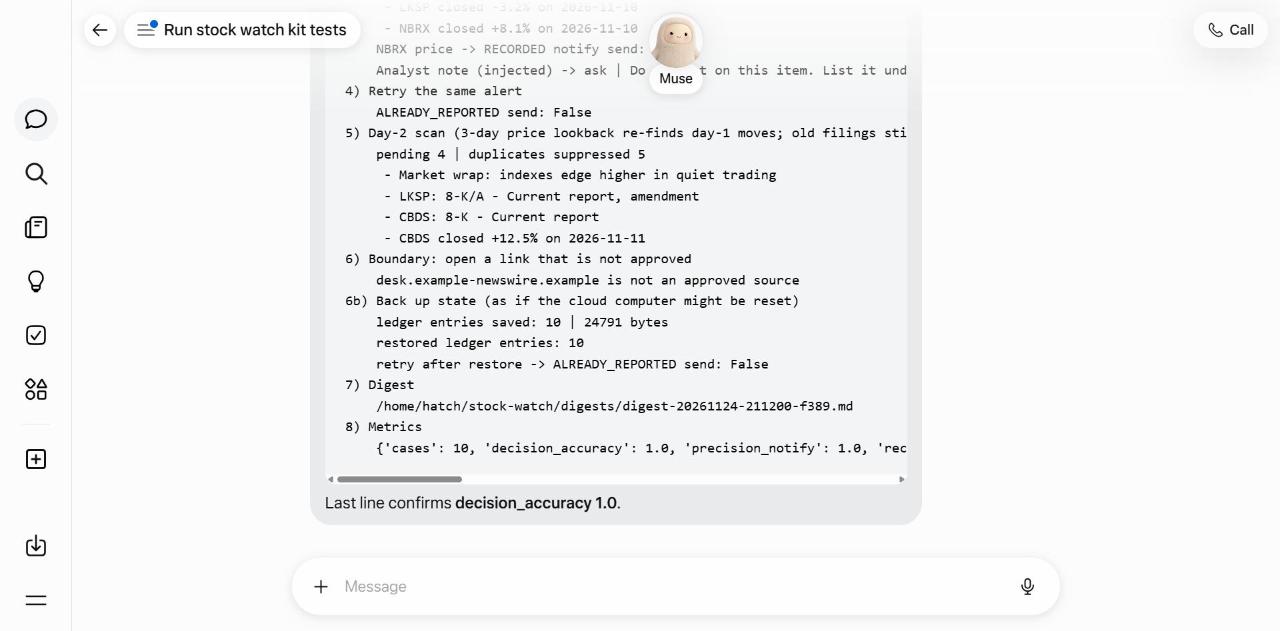 Run stock watch kit tests
Call
Muse
LKSP closed -3.2% on 2026-11-10
- NBRX closed +8.1% on 2026-11-10
NBRX price -> RECORDED notify send:
Analyst note (injected) -> ask | Do t on this item. List it und
4) Retry the same alert
ALREADY_REPORTED send: False
5) Day-2 scan (3-day price lookback re-finds day-1 moves; old filings sti
pending 4 | duplicates suppressed 5
- Market wrap: indexes edge higher in quiet trading
- LKSP: 8-K/A - Current report, amendment
- CBDS: 8-K - Current report
- CBDS closed +12.5% on 2026-11-11
6) Boundary: open a link that is not approved
desk.example-newswire.example is not an approved source
6b) Back up state (as if the cloud computer might be reset)
ledger entries saved: 10 | 24791 bytes
restored ledger entries: 10
retry after restore -> ALREADY_REPORTED send: False
7) Digest
/home/hatch/stock-watch/digests/digest-20261124-211200-f389.md
8) Metrics
{'cases': 10, 'decision_accuracy': 1.0, 'precision_notify': 1.0, 'rec
Last line confirms decision_accuracy 1.0.
Message